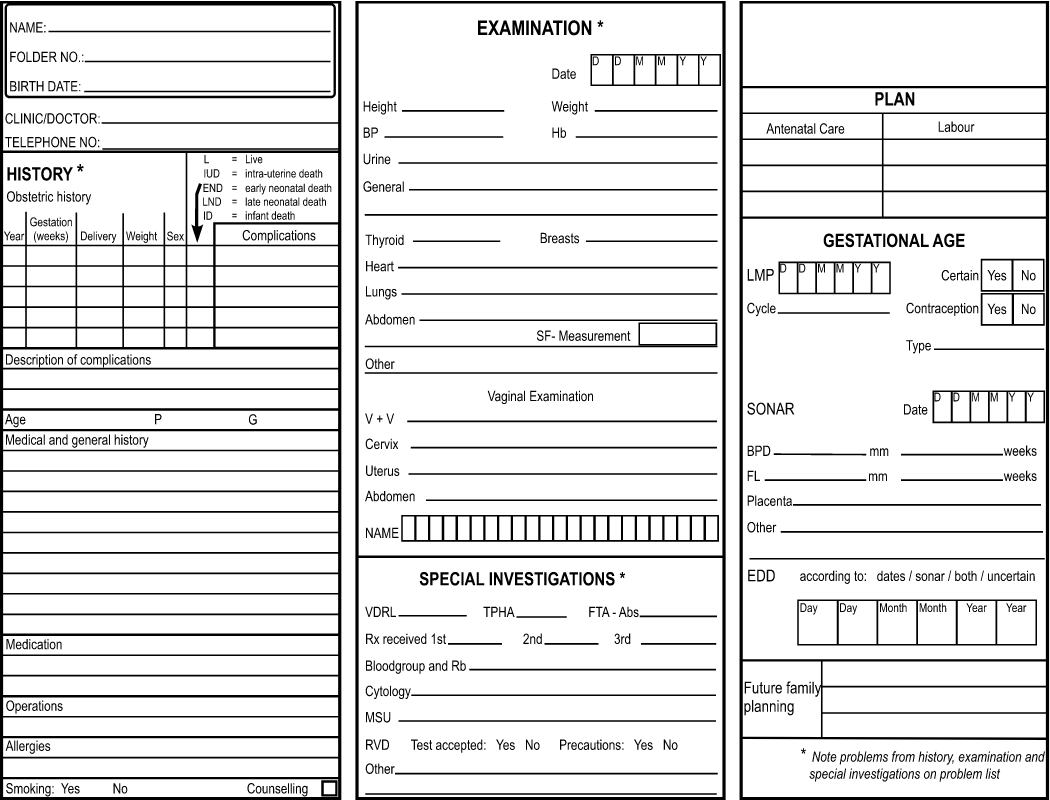 NAME:
FOLDER NO.:
BIRTH DATE:
CLINIC/DOCTOR:
TELEPHONE NO:
HISTORY *
Obstetric history
L = Live
IUD = intra-uterine death
END = early neonatal death
LND = late neonatal death
ID = infant death
Year Gestation (weeks) Delivery Weight Sex Complications
Description of complications
Age P G
Medical and general history
Medication
Operations
Allergies
Smoking: Yes No Counselling
EXAMINATION *
Date D D M M Y Y
Height Weight
BP Hb
Urine
General
Thyroid Breasts
Heart
Lungs
Abdomen
SF- Measurement
Other
Vaginal Examination
V + V
Cervix
Uterus
Abdomen
NAME
SPECIAL INVESTIGATIONS *
VDRL TPHA FTA - Abs
Rx received 1st 2nd 3rd
Bloodgroup and Rb
Cytology
MSU
RVD Test accepted: Yes No Precautions: Yes No
Other
PLAN
Antenatal Care Labour
GESTATIONAL AGE
LMP D D M M Y Y Certain Yes No
Cycle Contraception Yes No
Type
SONAR Date D D M M Y Y
BPD mm weeks
FL mm weeks
Placenta
Other
EDD according to: dates / sonar / both / uncertain
Day Day Month Month Year Year
Future family
planning
* Note problems from history, examination and
special investigations on problem list